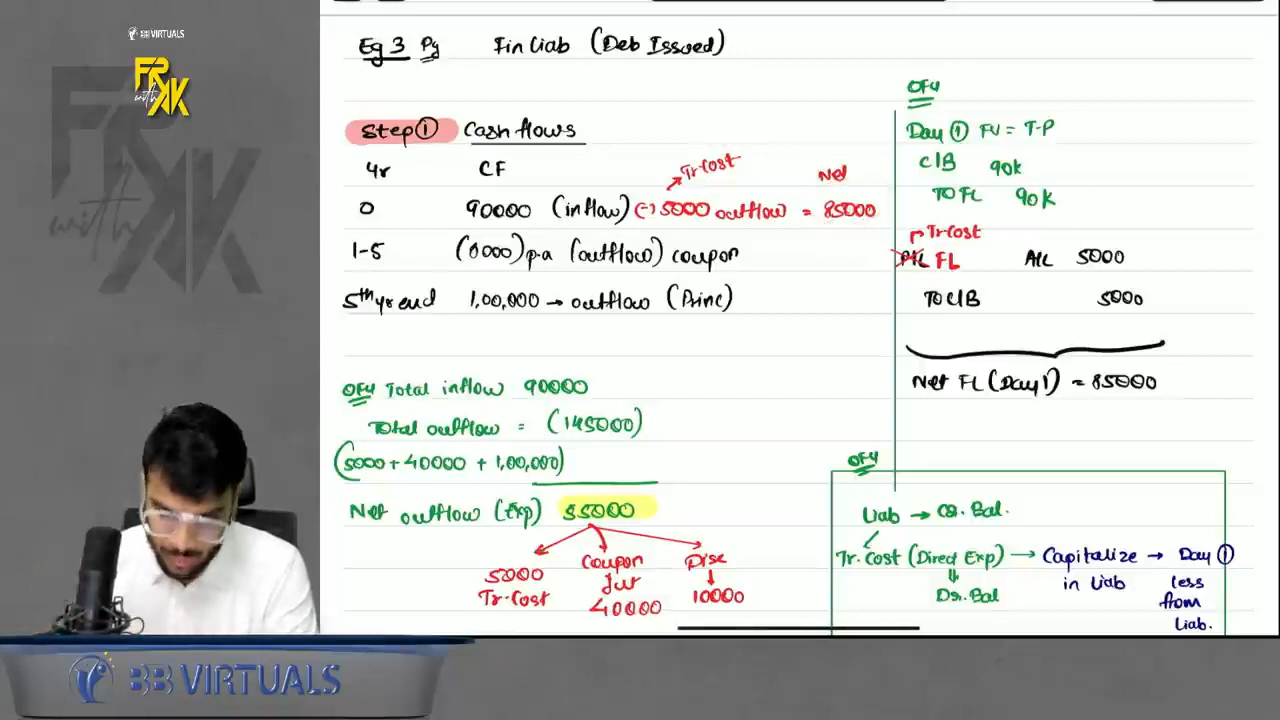 BB VIRTUALS
FR
with
KK
Eg 3 Pg Fin Liab (Deb Issued)
Step ① Cash flows
Yr CF
→ Tr Cost
Net
0 90000 (inflow) (-) 5000 outflow = 85000
1-5 (8000) p.a (outflow) coupon
5th yr end 1,00,000 → outflow (Princ)
OF4 Total inflow 90000
Total outflow = (145000)
(5000 + 40000 + 1,00,000)
Net outflow (Exp) 55000
5000
Tr. Cost
Coupon
Int
40000
Disc
10000
OF4
Day ① FV = T.P
C/B 90k
TO FL 90k
→ Tr Cost
P/L FL A/c 5000
TO C/B 5000
Net FL (Day 1) = 85000
OF4
Liab → Cr. Bal.
Tr. Cost (Direct Exp) → Capitalize → Day ①
in Liab less
Dr. Bal from
Liab.
BB VIRTUALS